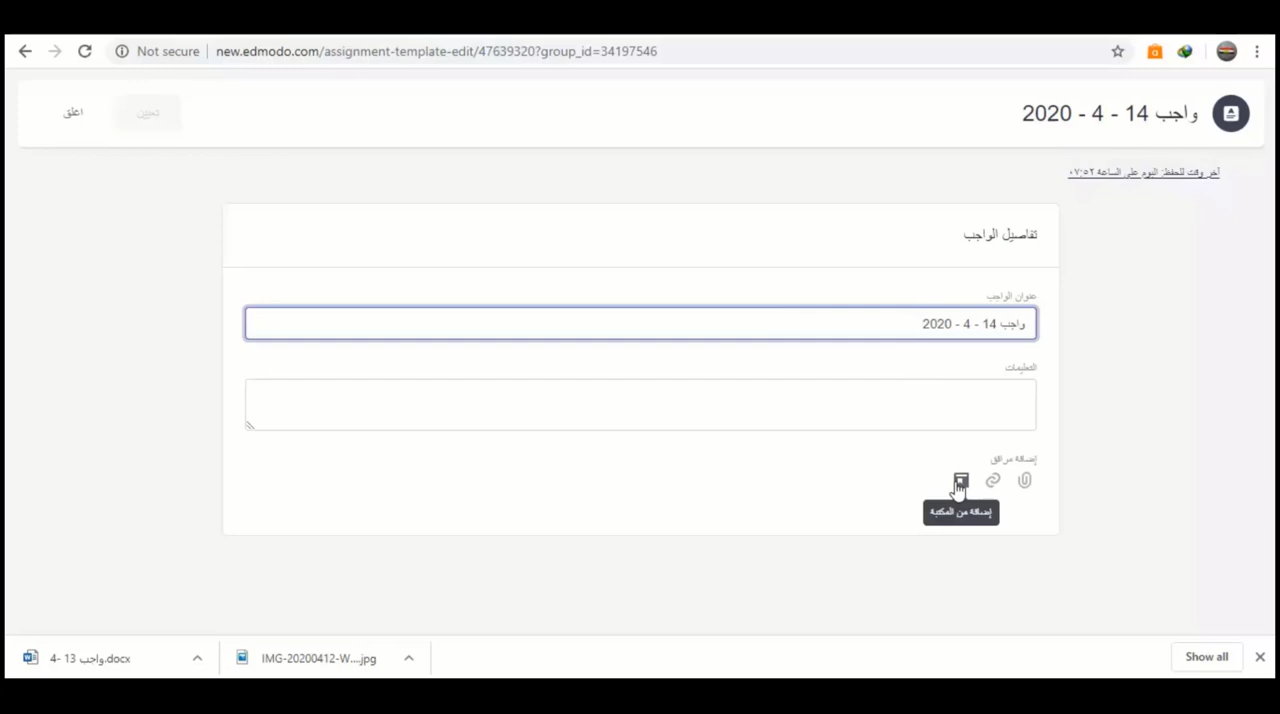 Not secure new.edmodo.com/assignment-template-edit/47639320?group_id=34197546
واجب 14 - 4 - 2020
تعيين
اغلق
آخر وقت للحفظ: اليوم على الساعة ٠٧:٥٢
تفاصيل الواجب
عنوان الواجب
واجب 14 - 4 - 2020
التعليمات
إضافة مرافق
إضافة من المكتبة
4- 13 واجب.docx
IMG-20200412-W....jpg
Show all